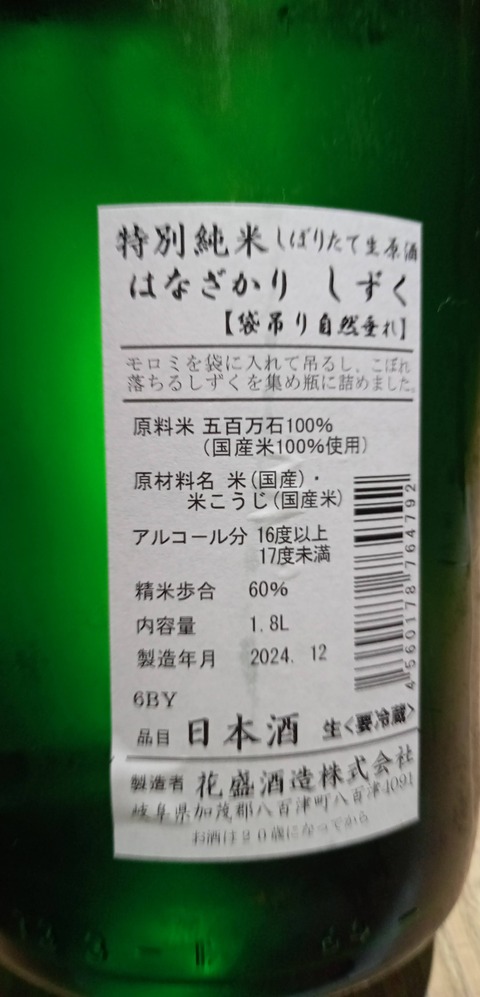 特別純米 しぼりたて生原酒
はなざかり しずく
【袋吊り自然垂れ】
モロミを袋に入れて吊るし、こぼれ
落ちるしずくを集め瓶に詰めました。
原料米 五百万石100%
(国産米100%使用)
原材料名 米(国産)・
米こうじ(国産米)
アルコール分 16度以上
17度未満
精米歩合 60%
内容量 1.8L
製造年月 2024. 12
6BY
品目 日本酒 生<要冷蔵>
製造者 花盛酒造株式会社
岐阜県加茂郡八百津町八百津4091
お酒は20歳になってから
4560178764792